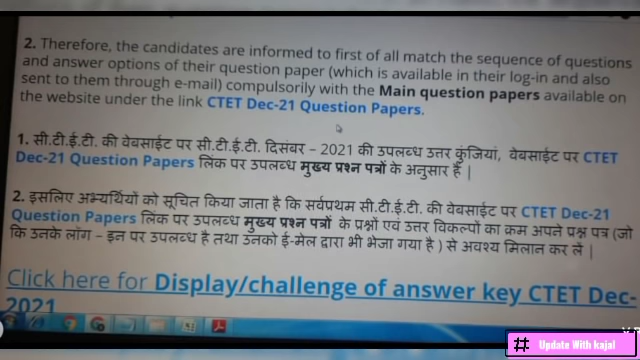 2. Therefore, the candidates are informed to first of all match the sequence of questions
and answer options of their question paper (which is available in their log-in and also
sent to them through e-mail) compulsorily with the Main question papers available on
the website under the link CTET Dec-21 Question Papers.
1. सी.टी.ई.टी. की वेबसाईट पर सी.टी.ई.टी. दिसंबर – 2021 की उपलब्ध उत्तर कुंजियां, वेबसाईट पर CTET
Dec-21 Question Papers लिंक पर उपलब्ध मुख्य प्रश्न पत्रों के अनुसार हैं |
2. इसलिए अभ्यर्थियों को सूचित किया जाता है कि सर्वप्रथम सी.टी.ई.टी. की वेबसाईट पर CTET Dec-21
Question Papers लिंक पर उपलब्ध मुख्य प्रश्न पत्रों के प्रश्नों एवं उत्तर विकल्पों का क्रम अपने प्रश्न पत्र (जो
कि उनके लॉग – इन पर उपलब्ध है तथा उनको ई-मेल द्वारा भी भेजा गया है ) से अवश्य मिलान कर लें |
Click here for Display/challenge of answer key CTET Dec-
2021
# Update With kajal